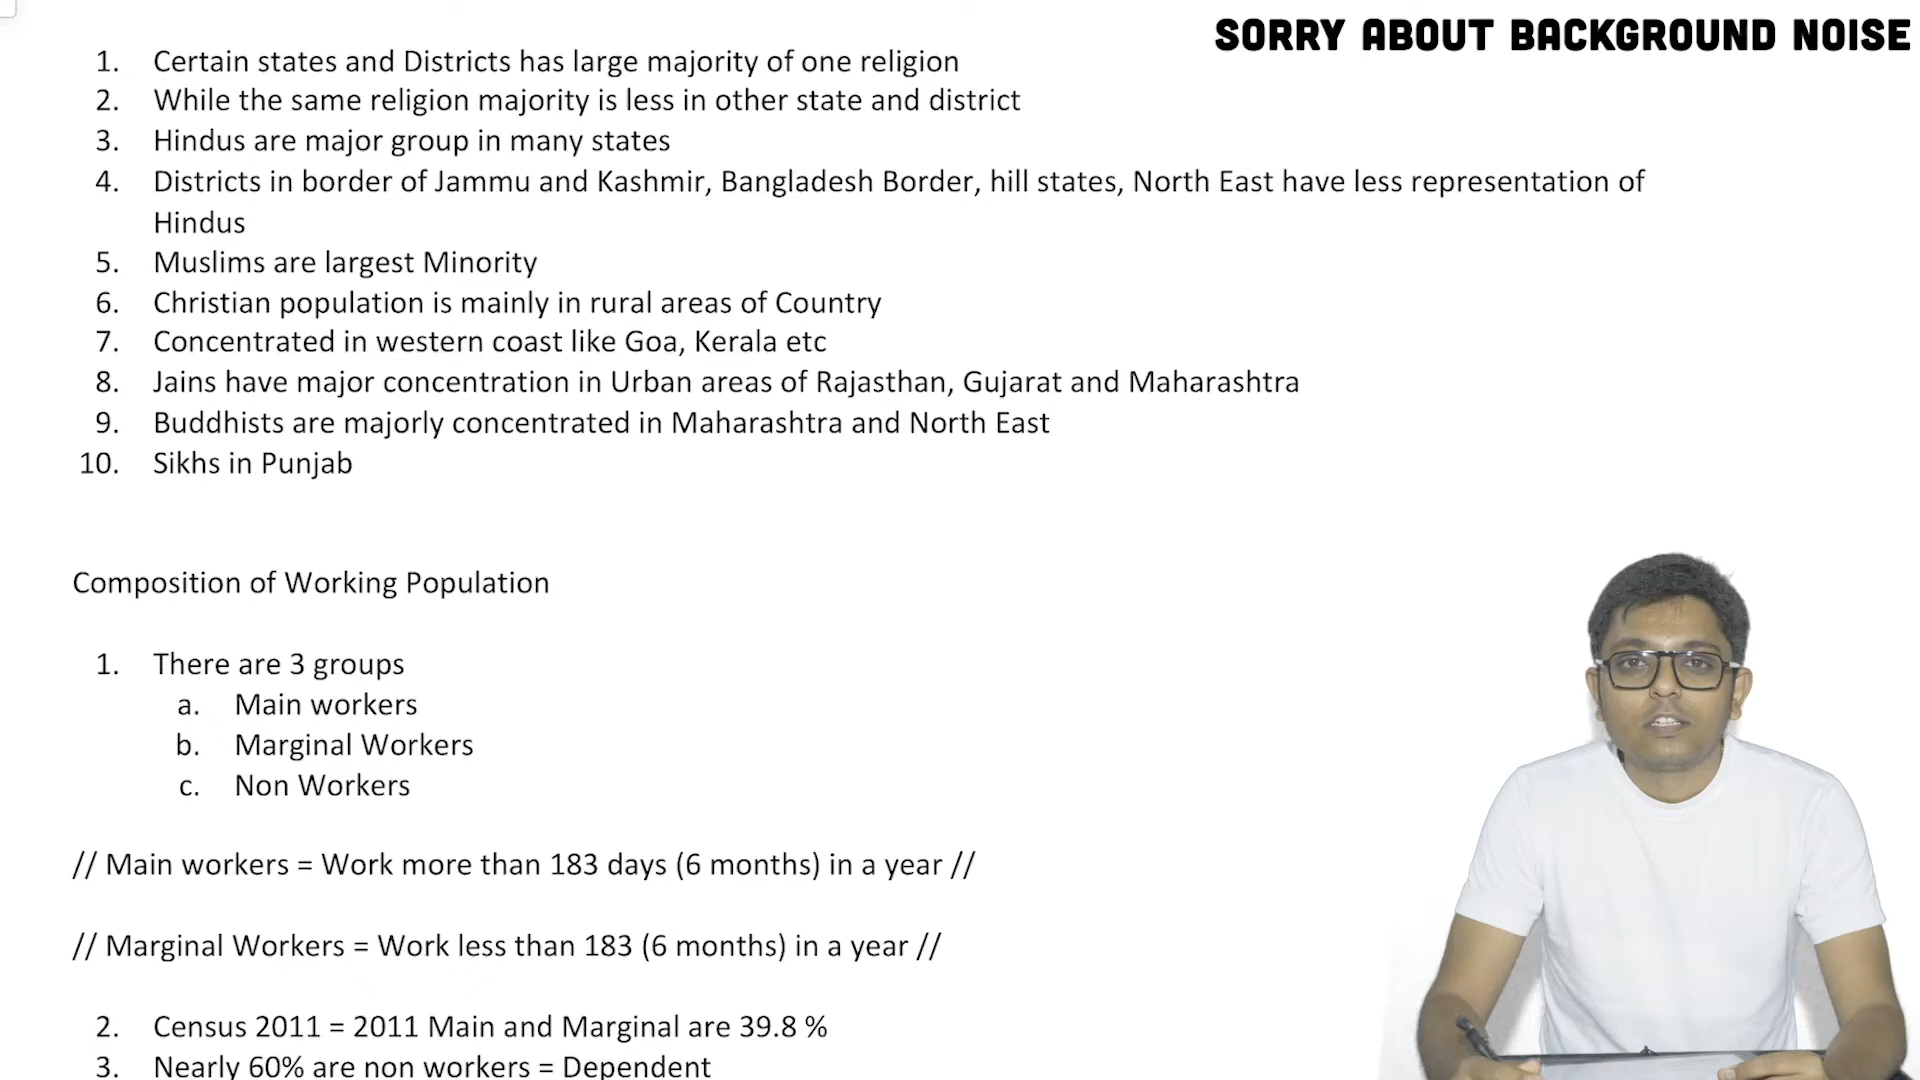 SORRY ABOUT BACKGROUND NOISE
1. Certain states and Districts has large majority of one religion
2. While the same religion majority is less in other state and district
3. Hindus are major group in many states
4. Districts in border of Jammu and Kashmir, Bangladesh Border, hill states, North East have less representation of
Hindus
5. Muslims are largest Minority
6. Christian population is mainly in rural areas of Country
7. Concentrated in western coast like Goa, Kerala etc
8. Jains have major concentration in Urban areas of Rajasthan, Gujarat and Maharashtra
9. Buddhists are majorly concentrated in Maharashtra and North East
10. Sikhs in Punjab
Composition of Working Population
1. There are 3 groups
a. Main workers
b. Marginal Workers
c. Non Workers
// Main workers = Work more than 183 days (6 months) in a year //
// Marginal Workers = Work less than 183 (6 months) in a year //
2. Census 2011 = 2011 Main and Marginal are 39.8 %
3. Nearly 60% are non workers = Dependent